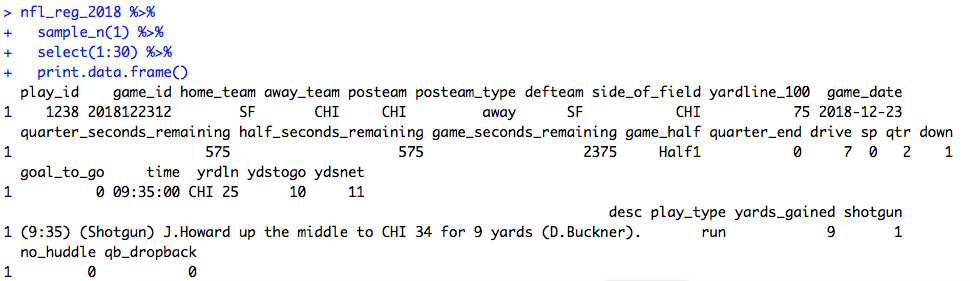 > nfl_reg_2018 %>%
+   sample_n(1) %>%
+   select(1:30) %>%
+   print.data.frame()
  play_id    game_id home_team away_team posteam posteam_type defteam side_of_field yardline_100  game_date
1    1238 2018122312        SF       CHI     CHI         away      SF           CHI           75 2018-12-23
  quarter_seconds_remaining half_seconds_remaining game_seconds_remaining game_half quarter_end drive sp qtr down
1                       575                    575                   2375     Half1           0     7  0   2    1
  goal_to_go     time  yrdln ydstogo ydsnet
1          0 09:35:00 CHI 25      10     11
                                                                         desc play_type yards_gained shotgun
1 (9:35) (Shotgun) J.Howard up the middle to CHI 34 for 9 yards (D.Buckner).       run            9       1
  no_huddle qb_dropback
1         0           0